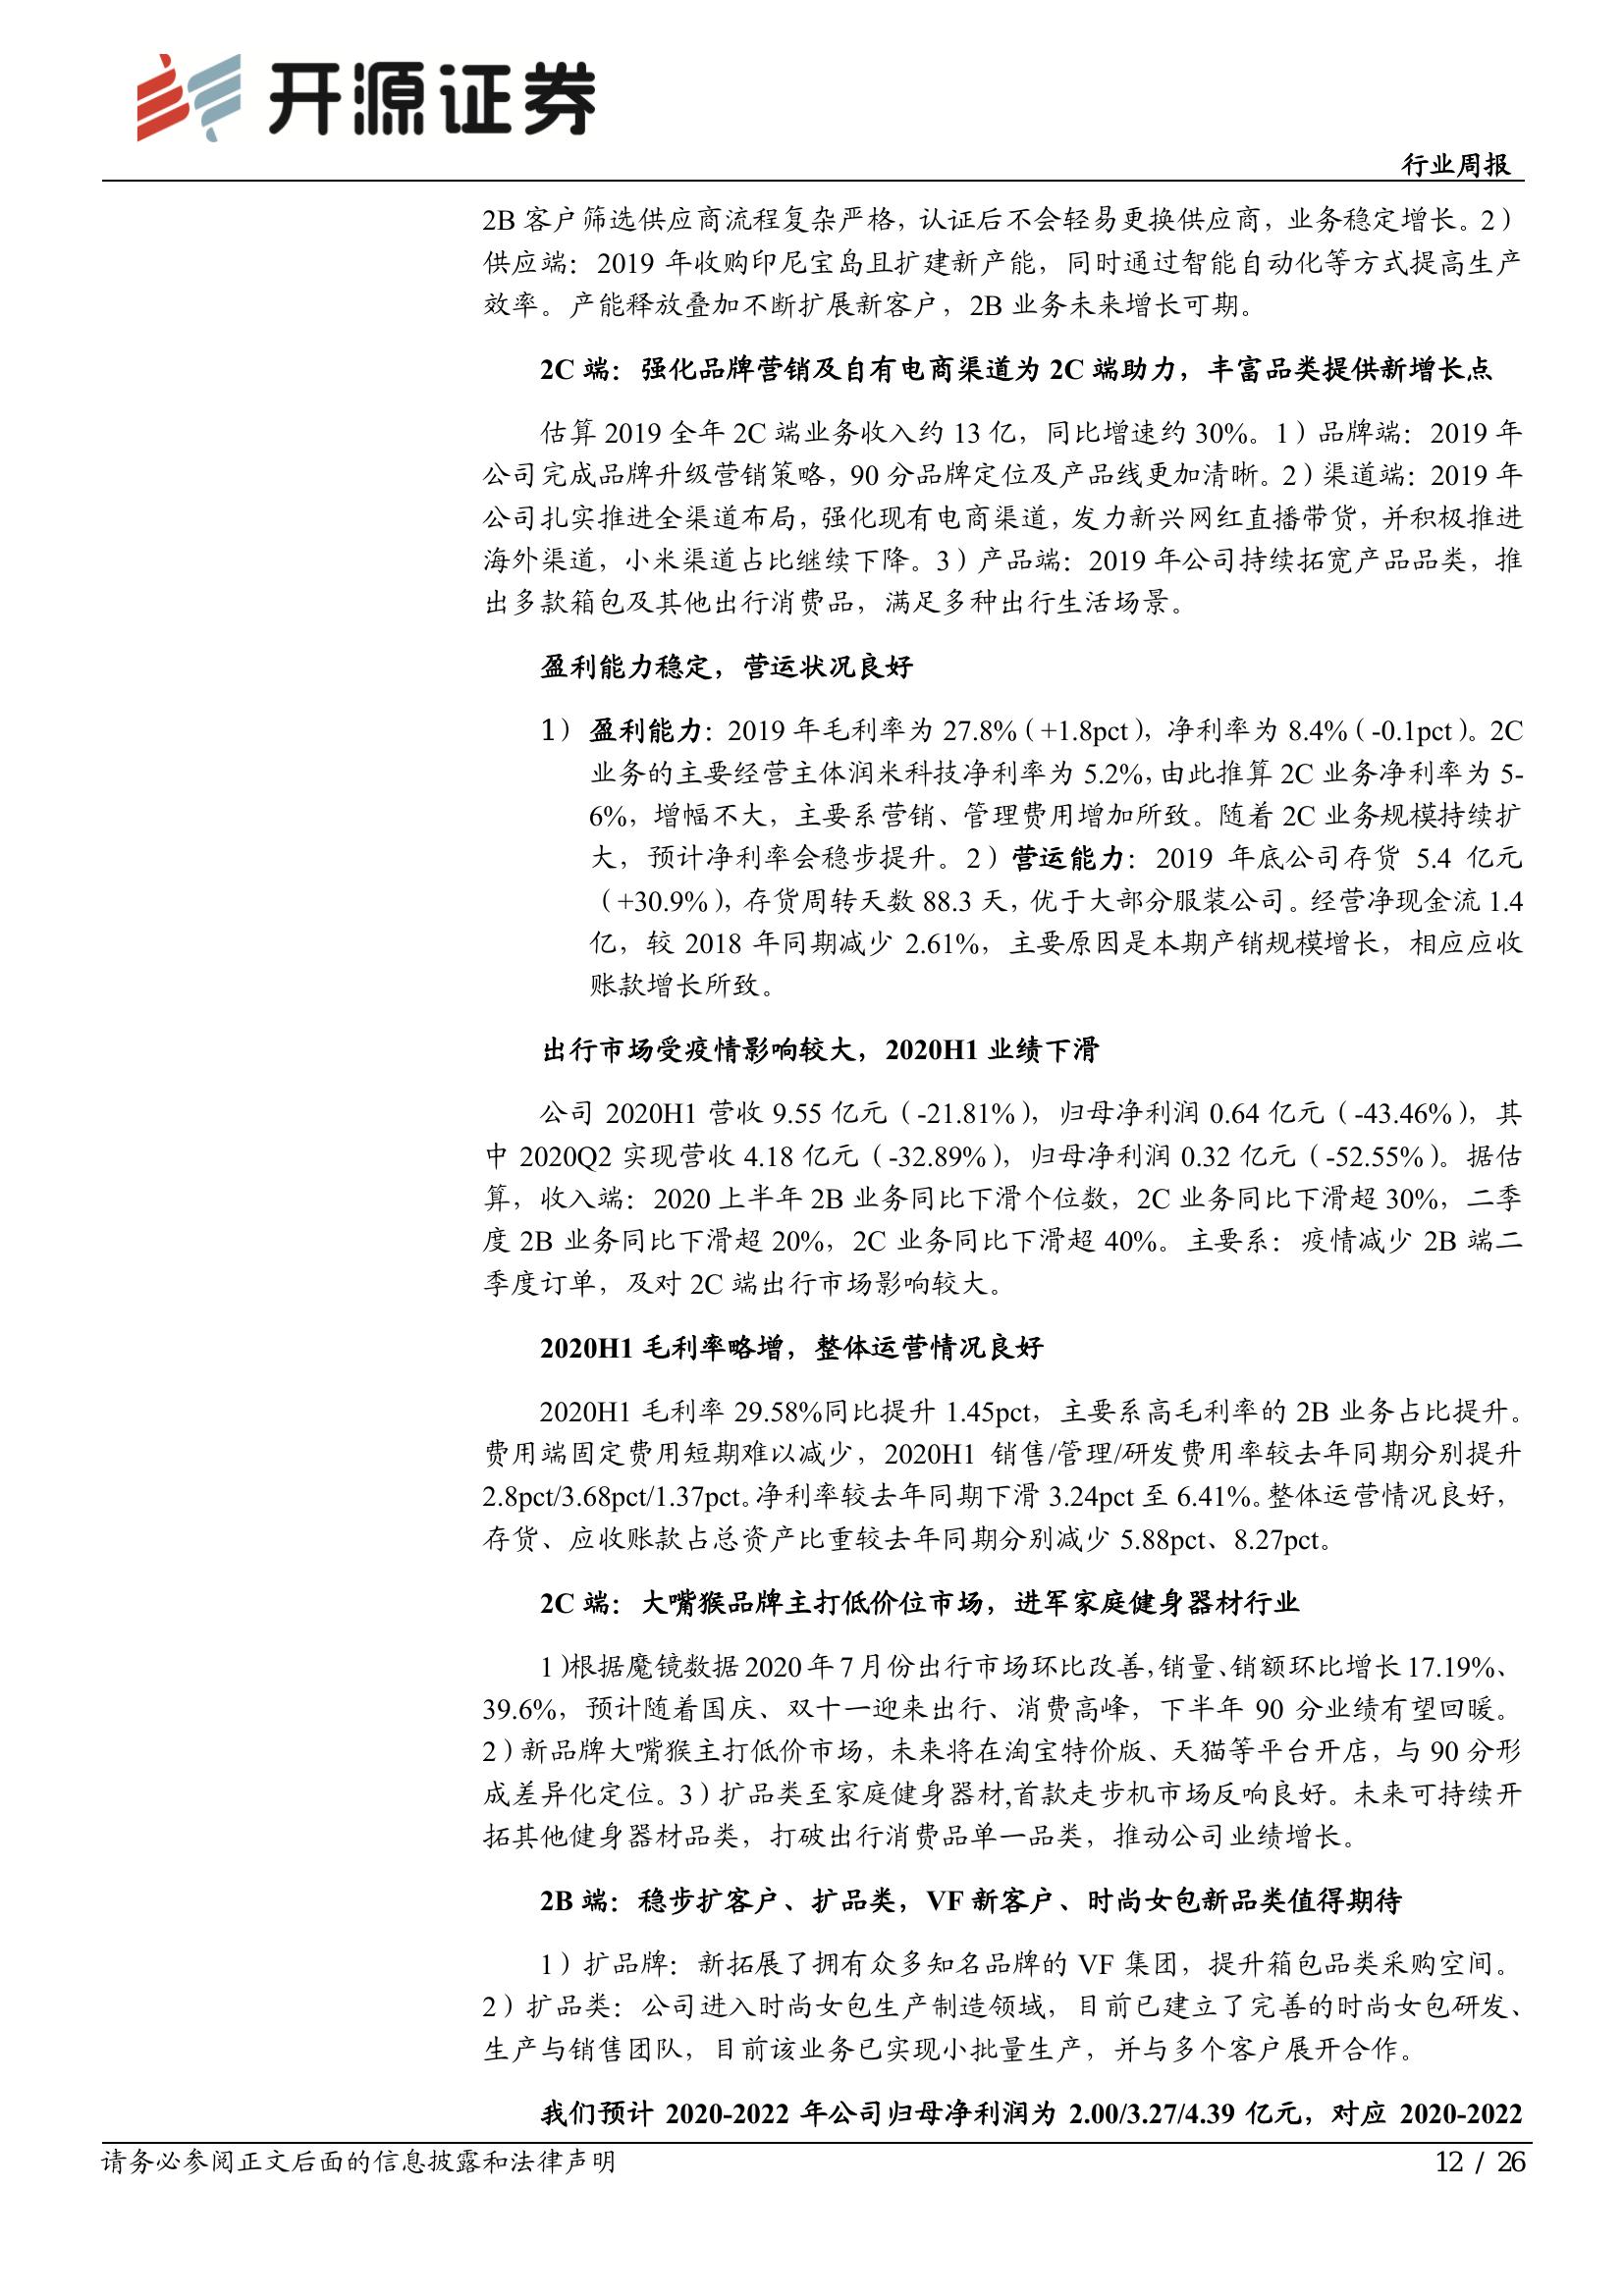 开源证券
行业周报
2B 客户筛选供应商流程复杂严格，认证后不会轻易更换供应商，业务稳定增长。2）
供应端：2019 年收购印尼宝岛且扩建新产能，同时通过智能自动化等方式提高生产
效率。产能释放叠加不断扩展新客户，2B 业务未来增长可期。
2C 端：强化品牌营销及自有电商渠道为 2C 端助力，丰富品类提供新增长点
估算 2019 全年 2C 端业务收入约 13 亿，同比增速约 30%。1）品牌端：2019 年
公司完成品牌升级营销策略，90 分品牌定位及产品线更加清晰。2）渠道端：2019 年
公司扎实推进全渠道布局，强化现有电商渠道，发力新兴网红直播带货，并积极推进
海外渠道，小米渠道占比继续下降。3）产品端：2019 年公司持续拓宽产品品类，推
出多款箱包及其他出行消费品，满足多种出行生活场景。
盈利能力稳定，营运状况良好
1） 盈利能力：2019 年毛利率为 27.8%（+1.8pct），净利率为 8.4%（-0.1pct）。2C
业务的主要经营主体润米科技净利率为 5.2%，由此推算 2C 业务净利率为 5-
6%，增幅不大，主要系营销、管理费用增加所致。随着 2C 业务规模持续扩
大，预计净利率会稳步提升。2）营运能力：2019 年底公司存货 5.4 亿元
（+30.9%），存货周转天数 88.3 天，优于大部分服装公司。经营净现金流 1.4
亿，较 2018 年同期减少 2.61%，主要原因是本期产销规模增长，相应应收
账款增长所致。
出行市场受疫情影响较大，2020H1 业绩下滑
公司 2020H1 营收 9.55 亿元（-21.81%），归母净利润 0.64 亿元（-43.46%），其
中 2020Q2 实现营收 4.18 亿元（-32.89%），归母净利润 0.32 亿元（-52.55%）。据估
算，收入端：2020 上半年 2B 业务同比下滑个位数，2C 业务同比下滑超 30%，二季
度 2B 业务同比下滑超 20%，2C 业务同比下滑超 40%。主要系：疫情减少 2B 端二
季度订单，及对 2C 端出行市场影响较大。
2020H1 毛利率略增，整体运营情况良好
2020H1 毛利率 29.58%同比提升 1.45pct，主要系高毛利率的 2B 业务占比提升。
费用端固定费用短期难以减少，2020H1 销售/管理/研发费用率较去年同期分别提升
2.8pct/3.68pct/1.37pct。净利率较去年同期下滑 3.24pct 至 6.41%。整体运营情况良好，
存货、应收账款占总资产比重较去年同期分别减少 5.88pct、8.27pct。
2C 端：大嘴猴品牌主打低价位市场，进军家庭健身器材行业
1）根据魔镜数据 2020 年 7 月份出行市场环比改善，销量、销额环比增长 17.19%、
39.6%，预计随着国庆、双十一迎来出行、消费高峰，下半年 90 分业绩有望回暖。
2）新品牌大嘴猴主打低价市场，未来将在淘宝特价版、天猫等平台开店，与 90 分形
成差异化定位。3）扩品类至家庭健身器材,首款走步机市场反响良好。未来可持续开
拓其他健身器材品类，打破出行消费品单一品类，推动公司业绩增长。
2B 端：稳步扩客户、扩品类，VF 新客户、时尚女包新品类值得期待
1）扩品牌：新拓展了拥有众多知名品牌的 VF 集团，提升箱包品类采购空间。
2）扩品类：公司进入时尚女包生产制造领域，目前已建立了完善的时尚女包研发、
生产与销售团队，目前该业务已实现小批量生产，并与多个客户展开合作。
我们预计 2020-2022 年公司归母净利润为 2.00/3.27/4.39 亿元，对应 2020-2022
请务必参阅正文后面的信息披露和法律声明
12 / 26